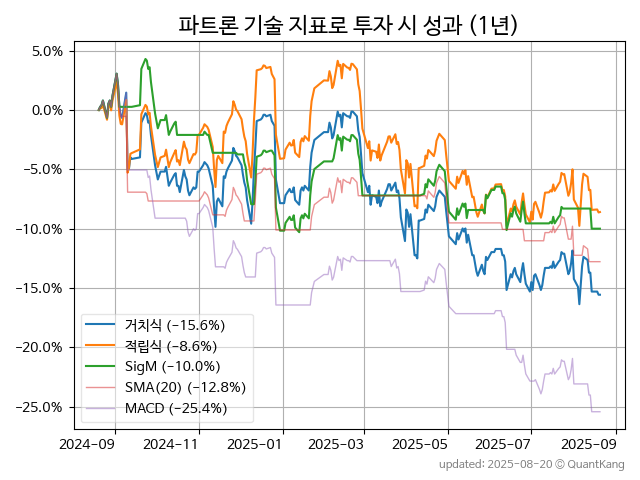 파트론 기술 지표로 투자 시 성과 (1년)
5.0%
0.0%
−5.0%
−10.0%
−15.0%
−20.0%
−25.0%
거치식 (−15.6%)
적립식 (−8.6%)
SigM (−10.0%)
SMA(20) (−12.8%)
MACD (−25.4%)
2024-09 2024-11 2025-01 2025-03 2025-05 2025-07 2025-09
updated: 2025-08-20 © QuantKang